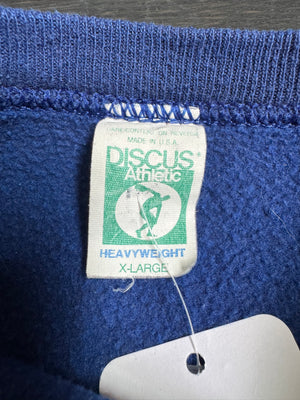 CARE/CONTENT ON REVERSE
MADE IN U.S.A.
DISCUS
Athletic
HEAVYWEIGHT
X-LARGE